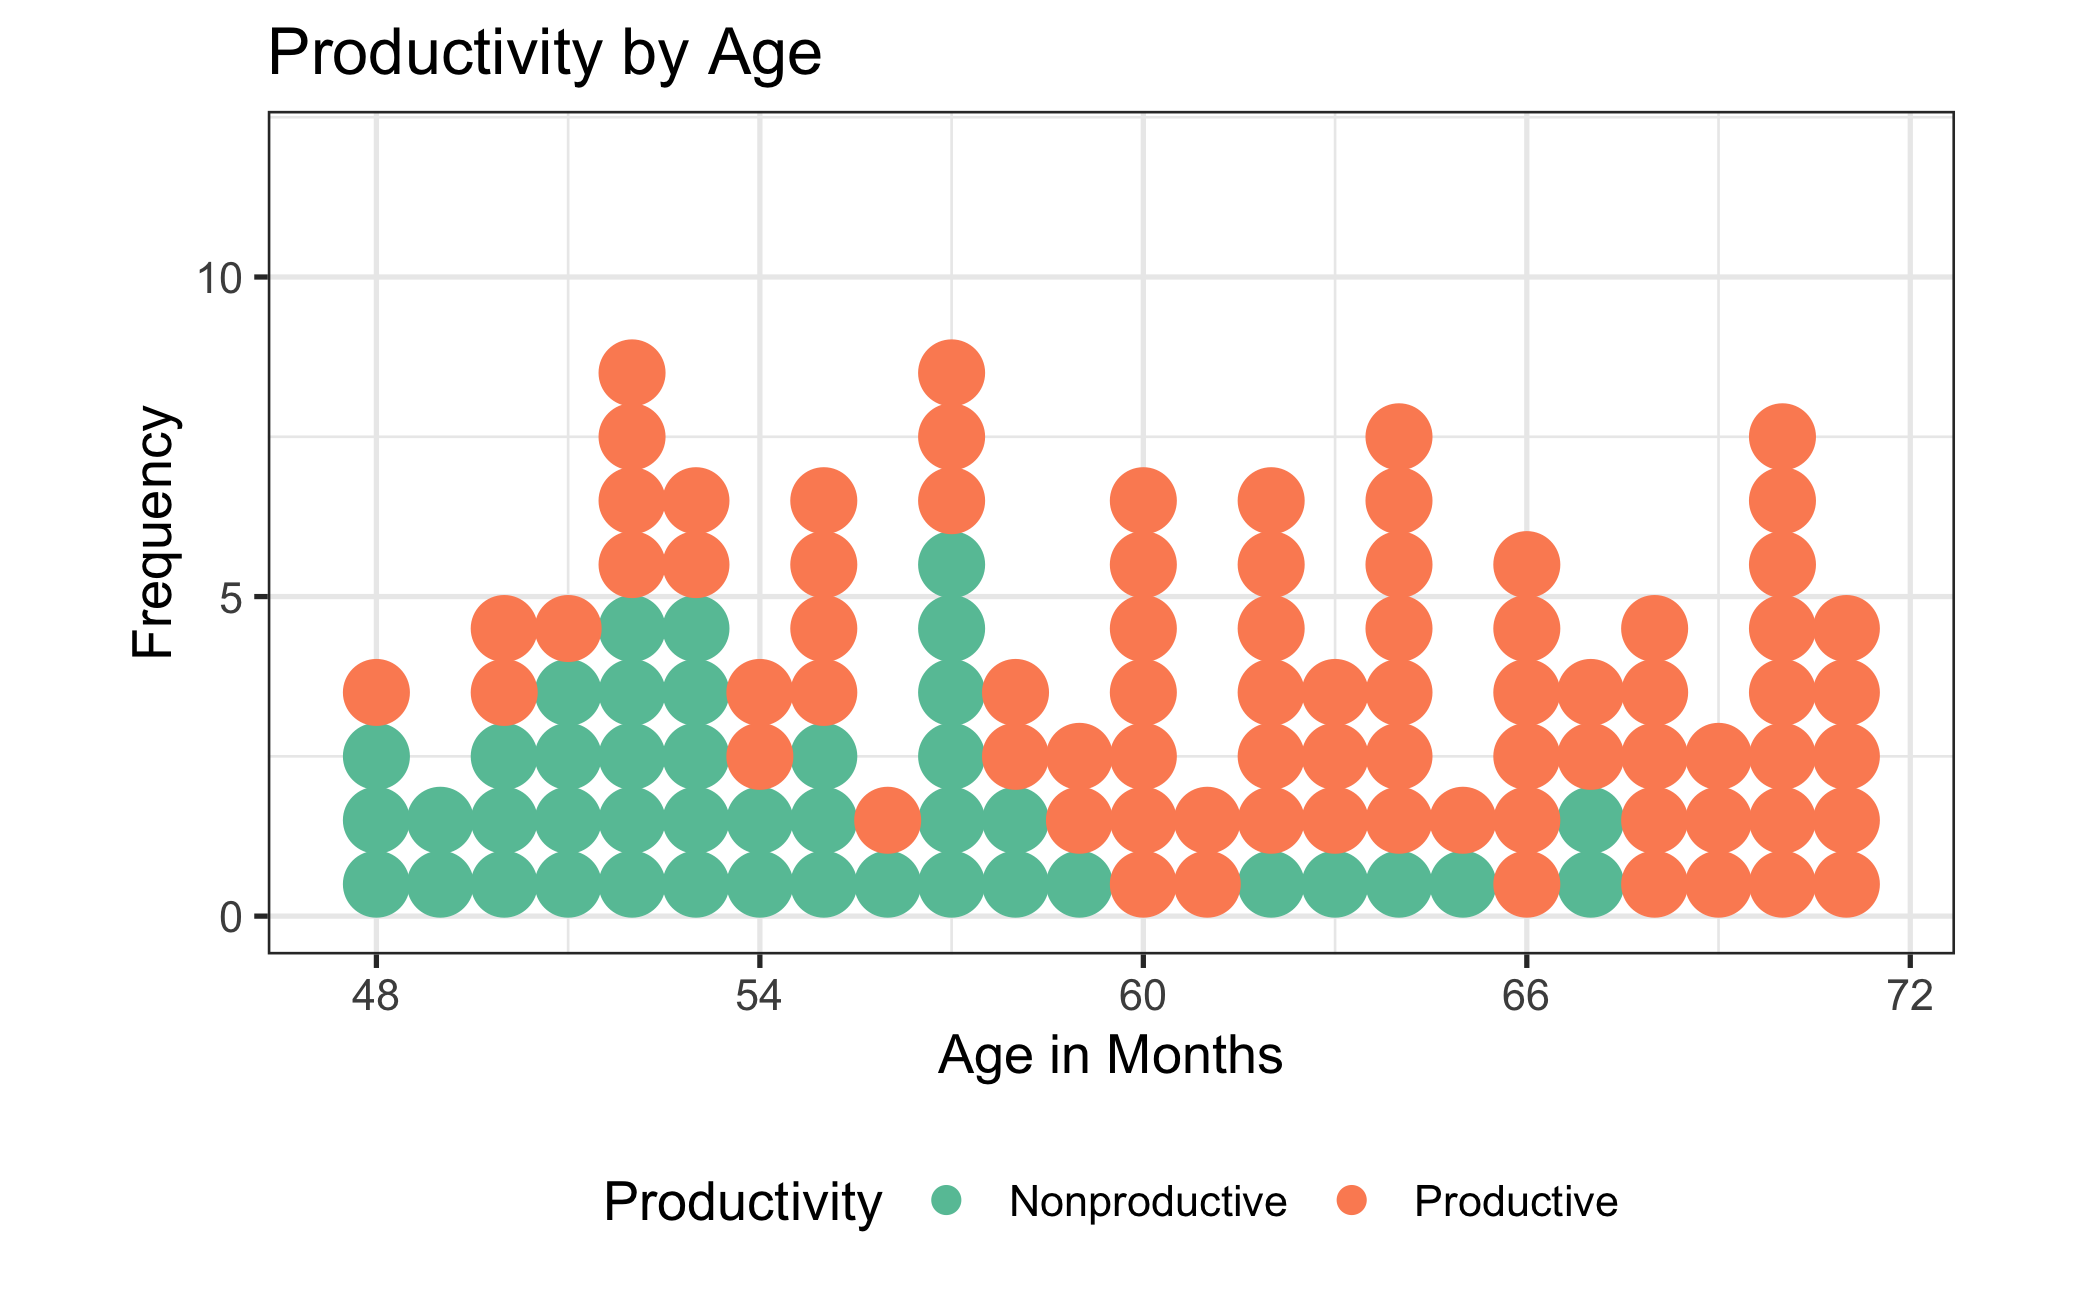 Productivity by Age
Frequency
10
5
0
48 54 60 66 72
Age in Months
Productivity Nonproductive Productive